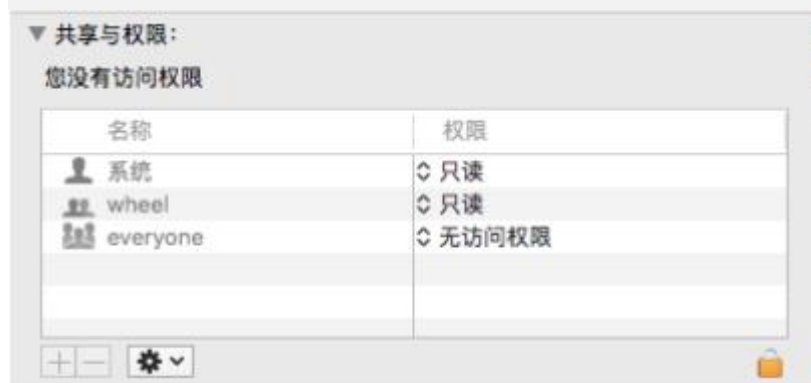 共享与权限：
您没有访问权限
名称 权限
系统 只读
wheel 只读
everyone 无访问权限